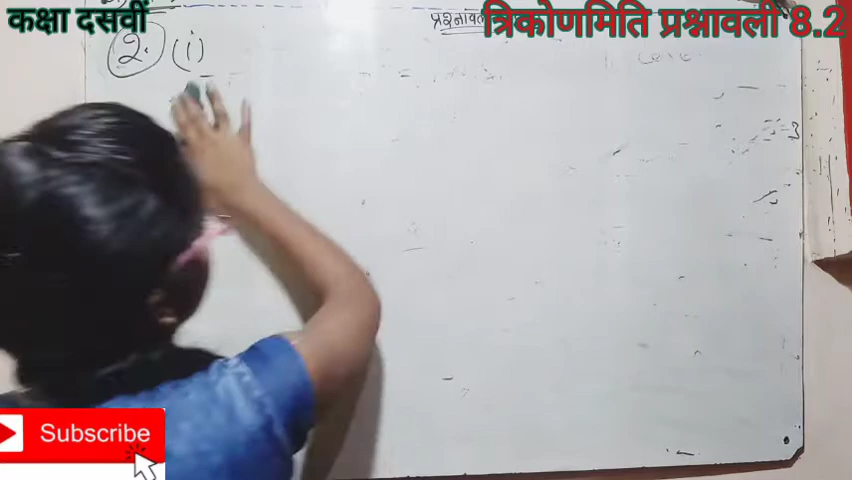 कक्षा दसवीं
त्रिकोणमिति प्रश्नावली 8.2
2. (i)
Subscribe